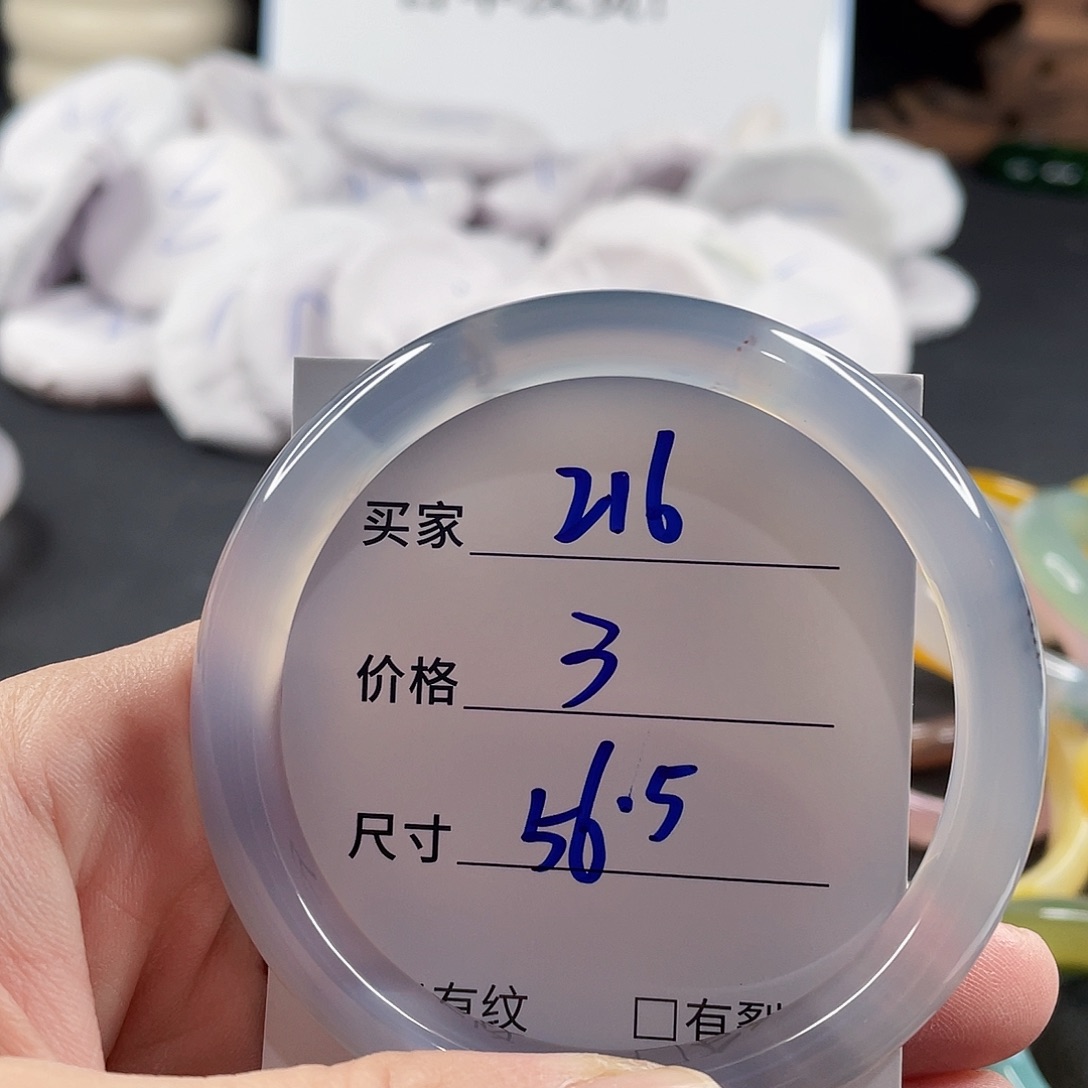 买家 216
价格 3
尺寸 56.5
有纹 □有裂